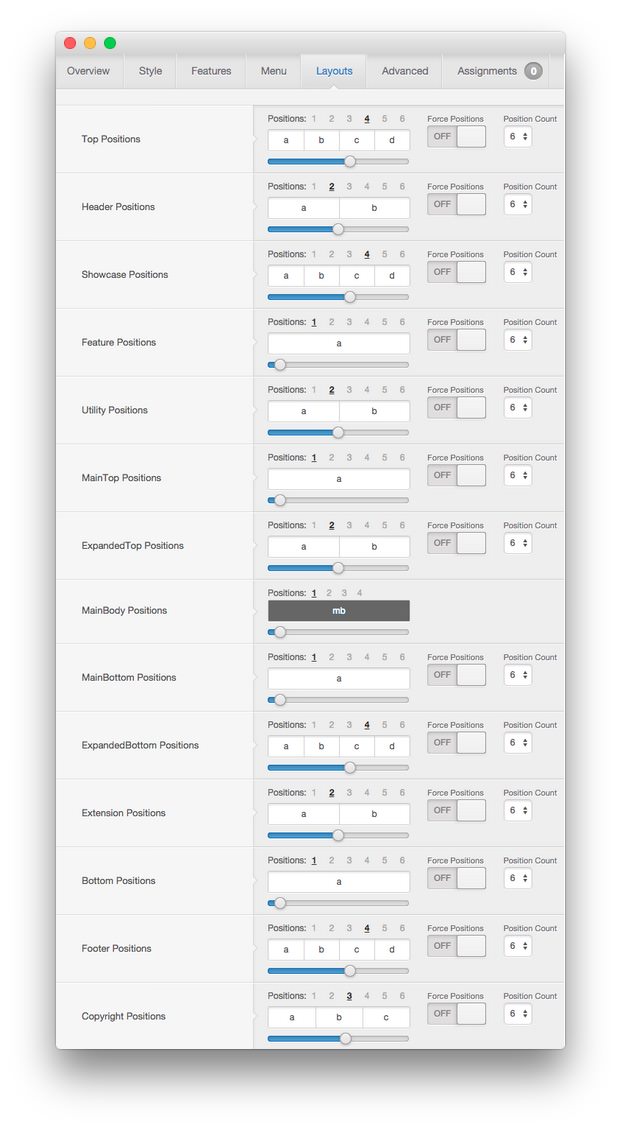 Overview Style Features Menu Layouts Advanced Assignments 0
Positions: 1 2 3 4 5 6 Force Positions Position Count
Top Positions a b c d OFF 6
Positions: 1 2 3 4 5 6 Force Positions Position Count
Header Positions a b OFF 6
Positions: 1 2 3 4 5 6 Force Positions Position Count
Showcase Positions a b c d OFF 6
Positions: 1 2 3 4 5 6 Force Positions Position Count
Feature Positions a OFF 6
Positions: 1 2 3 4 5 6 Force Positions Position Count
Utility Positions a b OFF 6
Positions: 1 2 3 4 5 6 Force Positions Position Count
MainTop Positions a OFF 6
Positions: 1 2 3 4 5 6 Force Positions Position Count
ExpandedTop Positions a b OFF 6
Positions: 1 2 3 4
MainBody Positions mb
Positions: 1 2 3 4 5 6 Force Positions Position Count
MainBottom Positions a OFF 6
Positions: 1 2 3 4 5 6 Force Positions Position Count
ExpandedBottom Positions a b c d OFF 6
Positions: 1 2 3 4 5 6 Force Positions Position Count
Extension Positions a b OFF 6
Positions: 1 2 3 4 5 6 Force Positions Position Count
Bottom Positions a OFF 6
Positions: 1 2 3 4 5 6 Force Positions Position Count
Footer Positions a b c d OFF 6
Positions: 1 2 3 4 5 6 Force Positions Position Count
Copyright Positions a b c OFF 6